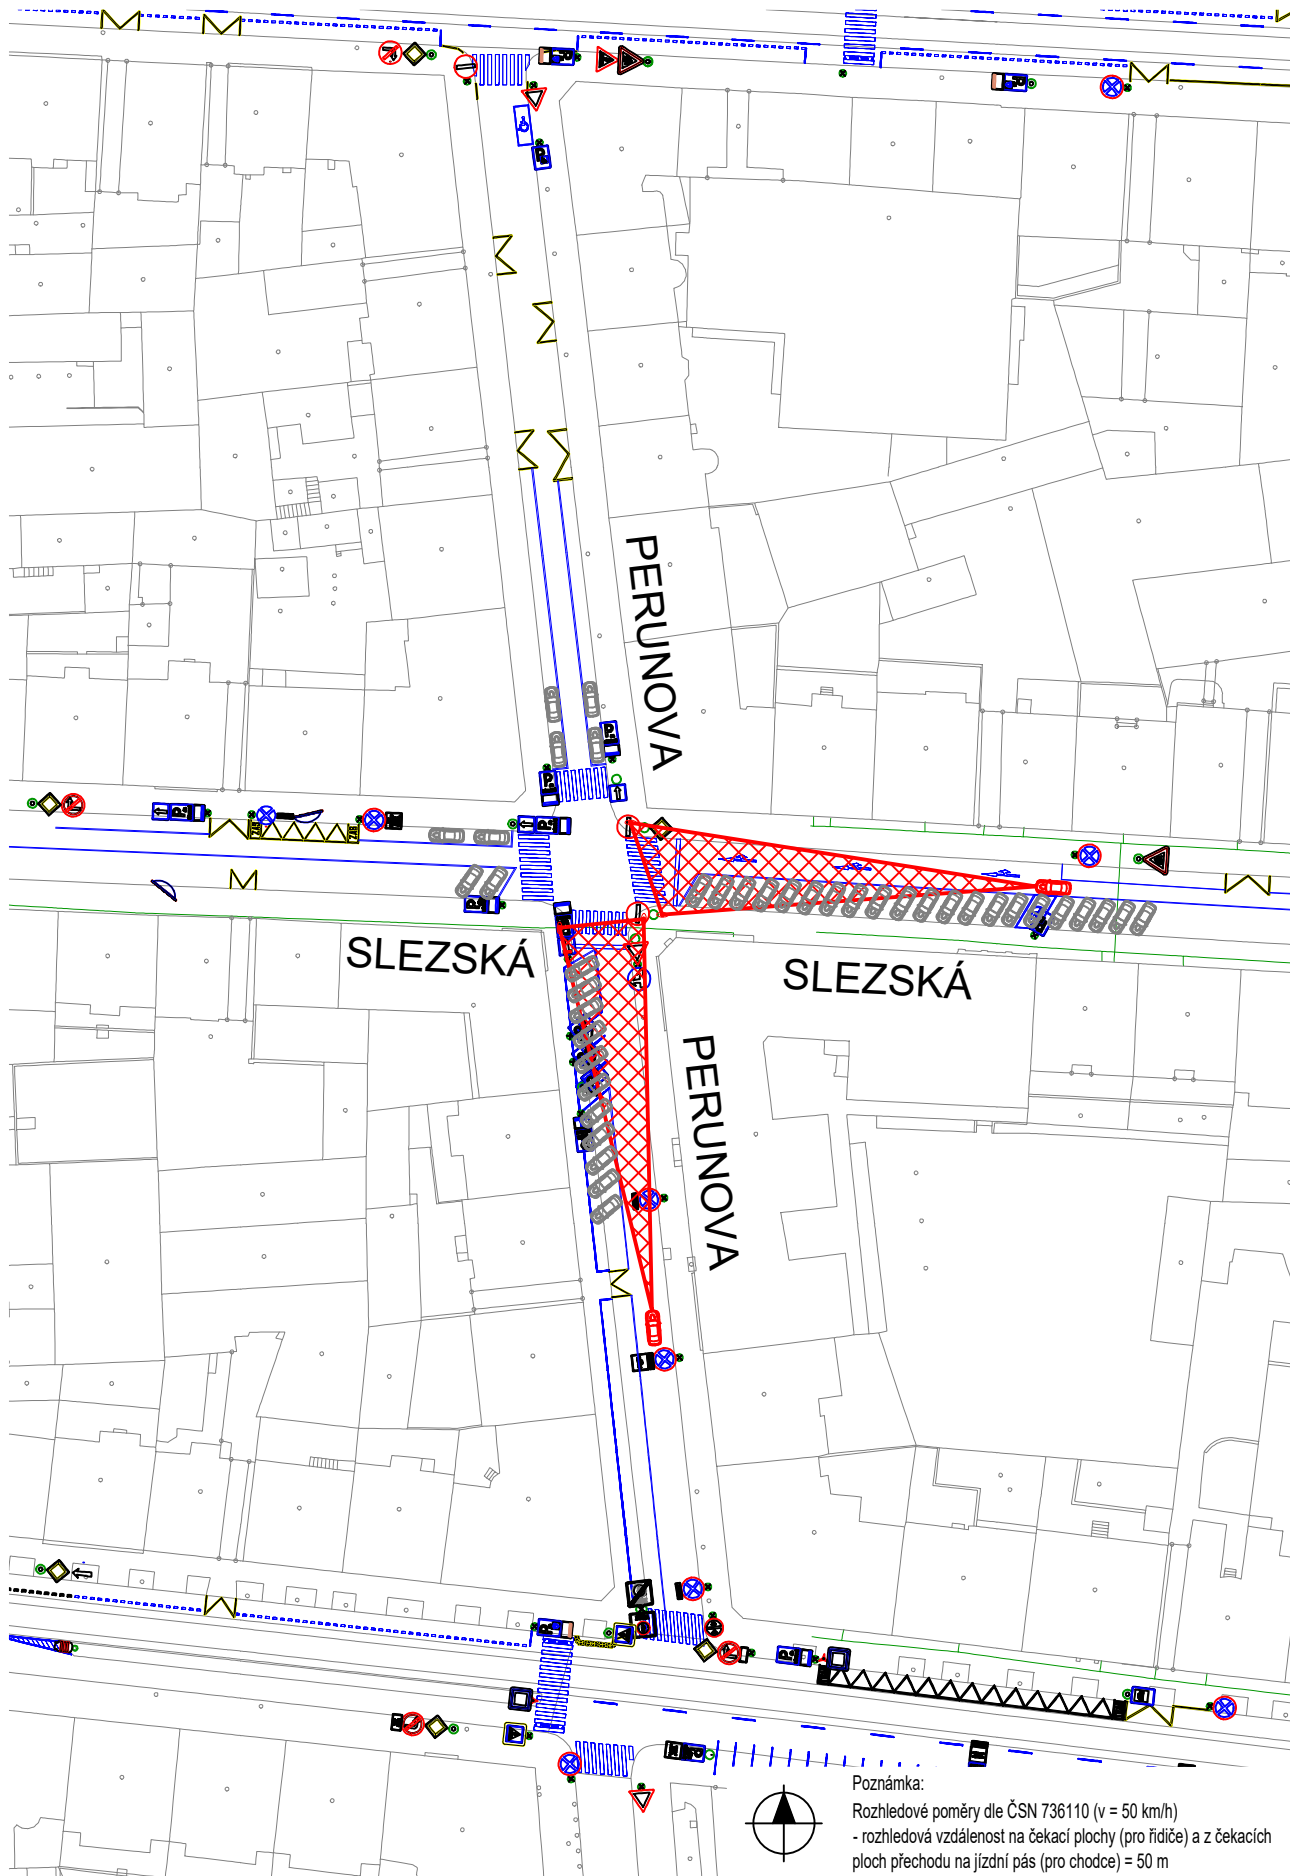 PERUNOVA
SLEZSKÁ
SLEZSKÁ
PERUNOVA
Poznámka:
Rozhledové poměry dle ČSN 736110 (v = 50 km/h)
- rozhledová vzdálenost na čekací plochy (pro řidiče) a z čekacích
ploch přechodu na jízdní pás (pro chodce) = 50 m